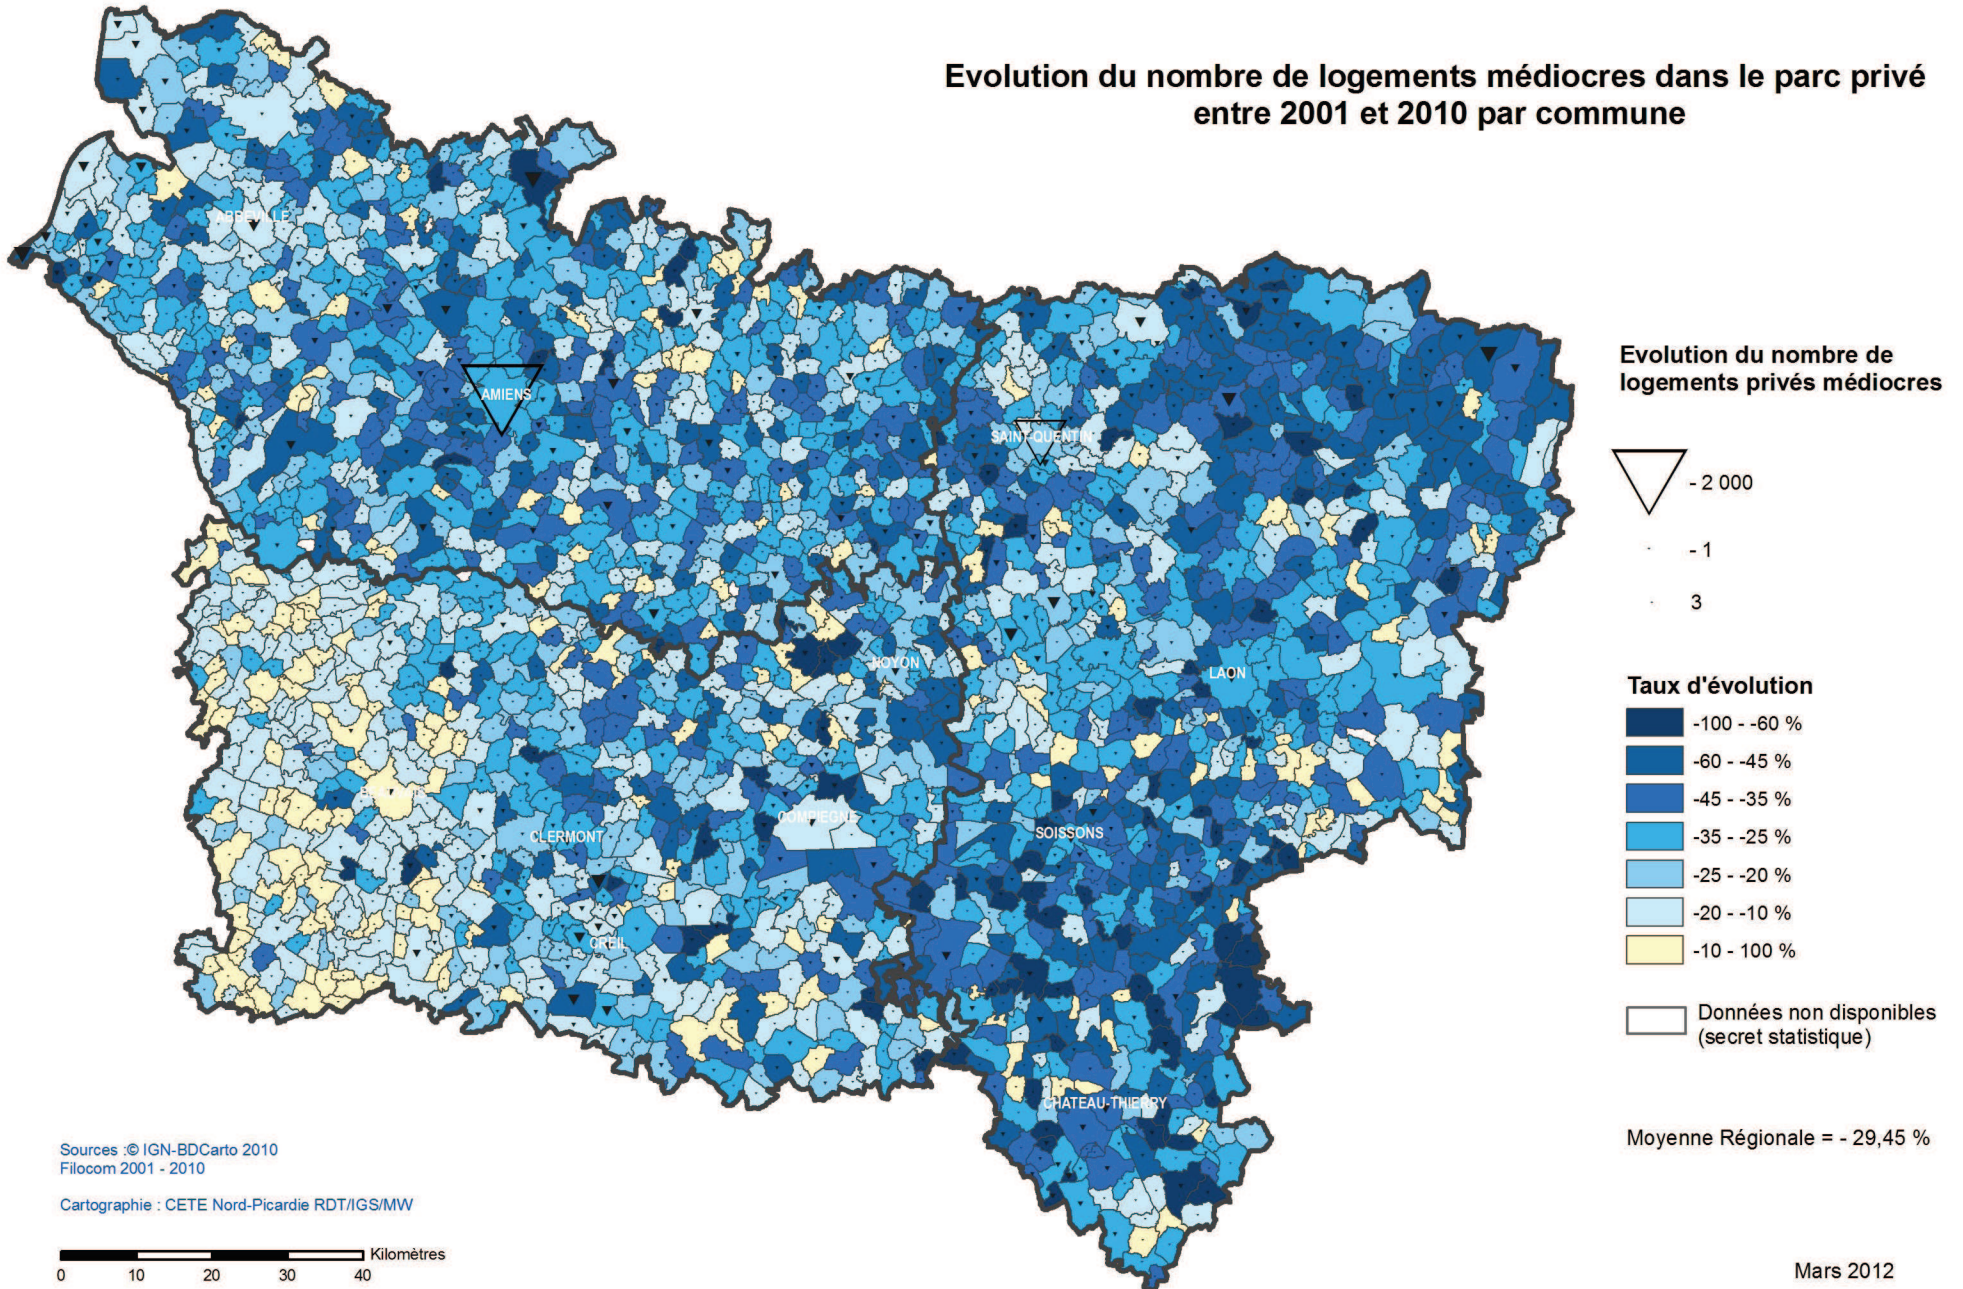 Evolution du nombre de logements médiocres dans le parc privé
entre 2001 et 2010 par commune
ABBEVILLE
AMIENS
SAINT-QUENTIN
NOYON
LAON
CLERMONT
COMPIEGNE
SOISSONS
CREIL
CHATEAU-THIERRY
Evolution du nombre de
logements privés médiocres
- 2 000
- 1
3
Taux d'évolution
-100 - -60 %
-60 - -45 %
-45 - -35 %
-35 - -25 %
-25 - -20 %
-20 - -10 %
-10 - 100 %
Données non disponibles
(secret statistique)
Moyenne Régionale = - 29,45 %
Sources :© IGN-BDCarto 2010
Filocom 2001 - 2010
Cartographie : CETE Nord-Picardie RDT/IGS/MW
Kilomètres
0 10 20 30 40
Mars 2012